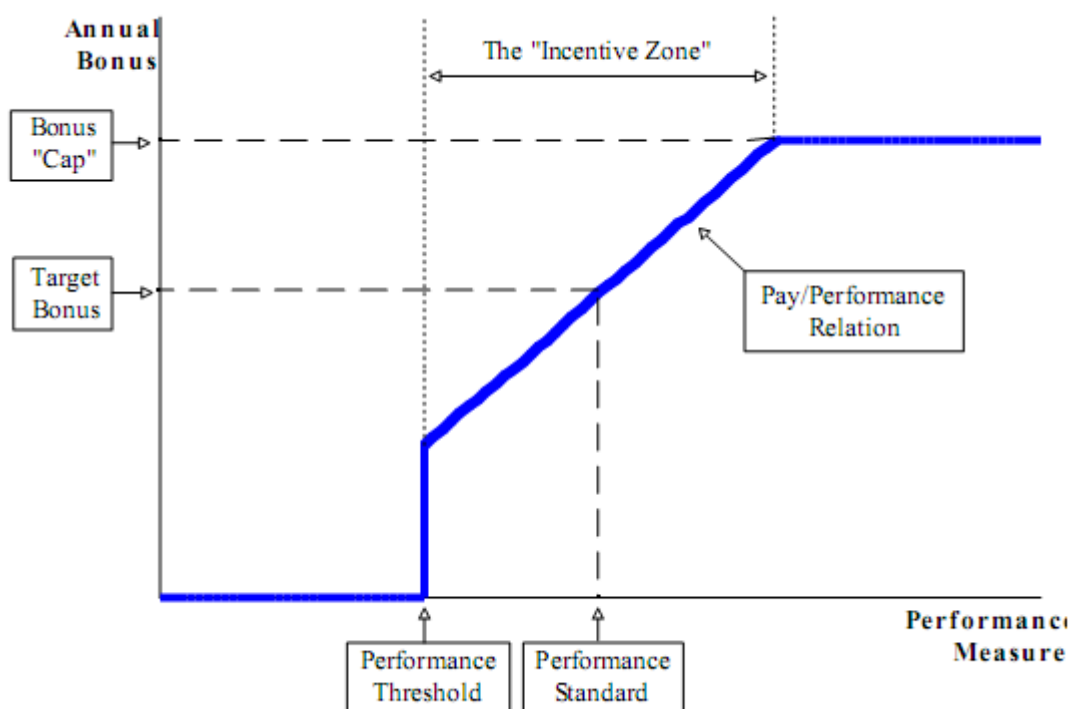 Annual
Bonus
The "Incentive Zone"
Bonus
"Cap"
Target
Bonus
Pay/Performance
Relation
Performance
Measure
Performance
Threshold
Performance
Standard